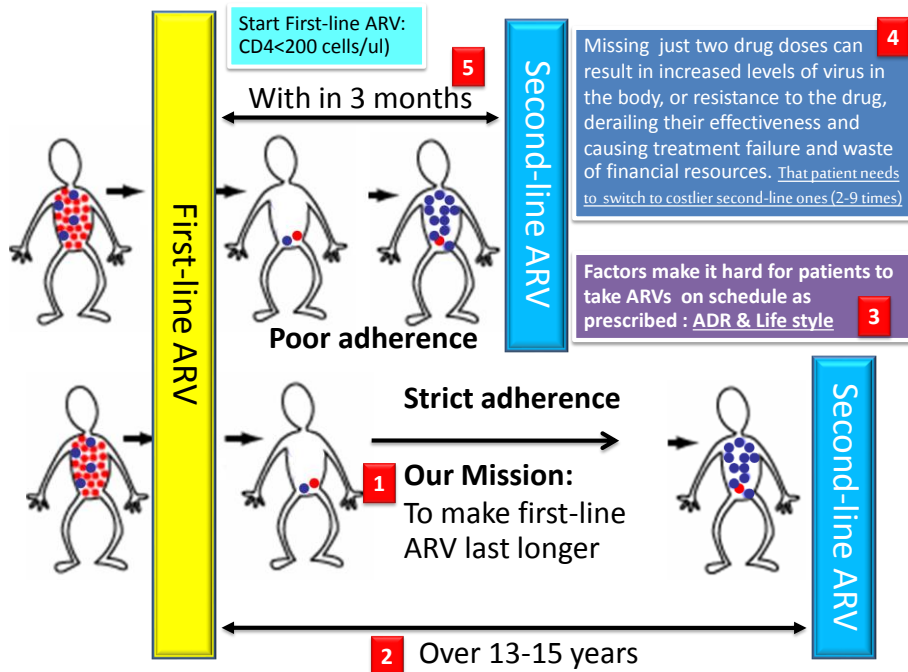 Start First-line ARV:
CD4<200 cells/ul)
5
With in 3 months
First-line ARV
Second-line ARV
4
Missing just two drug doses can
result in increased levels of virus in
the body, or resistance to the drug,
derailing their effectiveness and
causing treatment failure and waste
of financial resources. That patient needs
to switch to costlier second-line ones (2-9 times)
Factors make it hard for patients to
take ARVs on schedule as
prescribed : ADR & Life style
3
Poor adherence
Strict adherence
1
Our Mission:
To make first-line
ARV last longer
Second-line ARV
2
Over 13-15 years